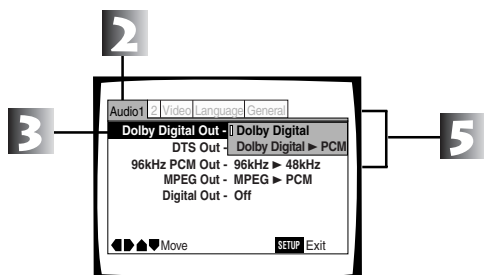 2
Audio1 2 Video Language General
3
Dolby Digital Out - Dolby Digital
5
DTS Out - Dolby Digital ► PCM
96kHz PCM Out - 96kHz ► 48kHz
MPEG Out - MPEG ► PCM
Digital Out - Off
Move SETUP Exit